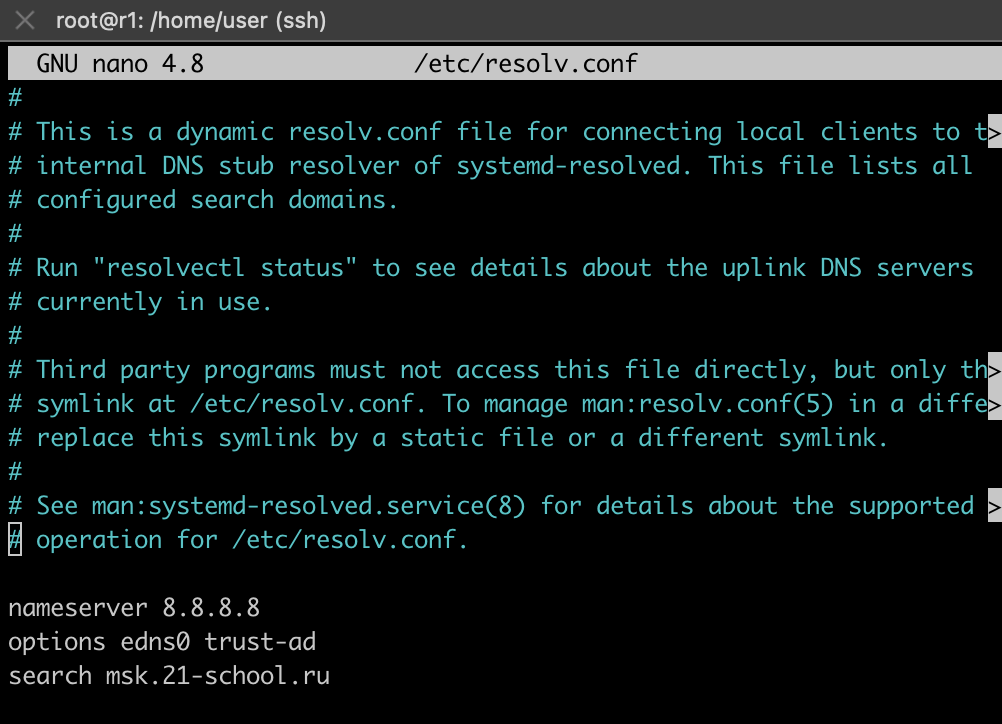 root@r1: /home/user (ssh)
GNU nano 4.8 /etc/resolv.conf
#
# This is a dynamic resolv.conf file for connecting local clients to t>
# internal DNS stub resolver of systemd-resolved. This file lists all
# configured search domains.
#
# Run "resolvectl status" to see details about the uplink DNS servers
# currently in use.
#
# Third party programs must not access this file directly, but only th>
# symlink at /etc/resolv.conf. To manage man:resolv.conf(5) in a diffe>
# replace this symlink by a static file or a different symlink.
#
# See man:systemd-resolved.service(8) for details about the supported >
# operation for /etc/resolv.conf.
nameserver 8.8.8.8
options edns0 trust-ad
search msk.21-school.ru